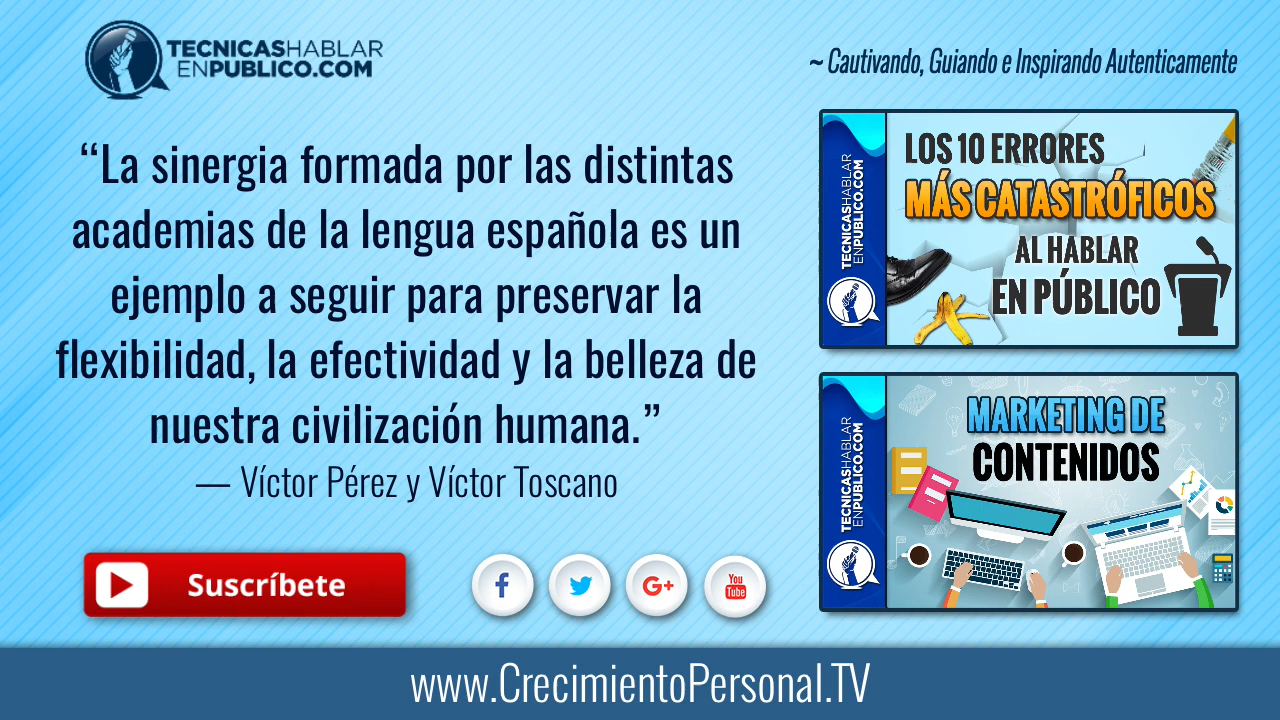 TECNICASHABLAR
ENPUBLICO.COM
~ Cautivando, Guiando e Inspirando Autenticamente
“La sinergia formada por las distintas
academias de la lengua española es un
ejemplo a seguir para preservar la
flexibilidad, la efectividad y la belleza de
nuestra civilización humana.”
— Víctor Pérez y Víctor Toscano
Suscríbete
f
G+
You
Tube
TECNICASHABLAR
ENPUBLICO.COM
LOS 10 ERRORES
MÁS CATASTRÓFICOS
AL HABLAR
EN PÚBLICO
TECNICASHABLAR
ENPUBLICO.COM
MARKETING DE
CONTENIDOS
www.CrecimientoPersonal.TV